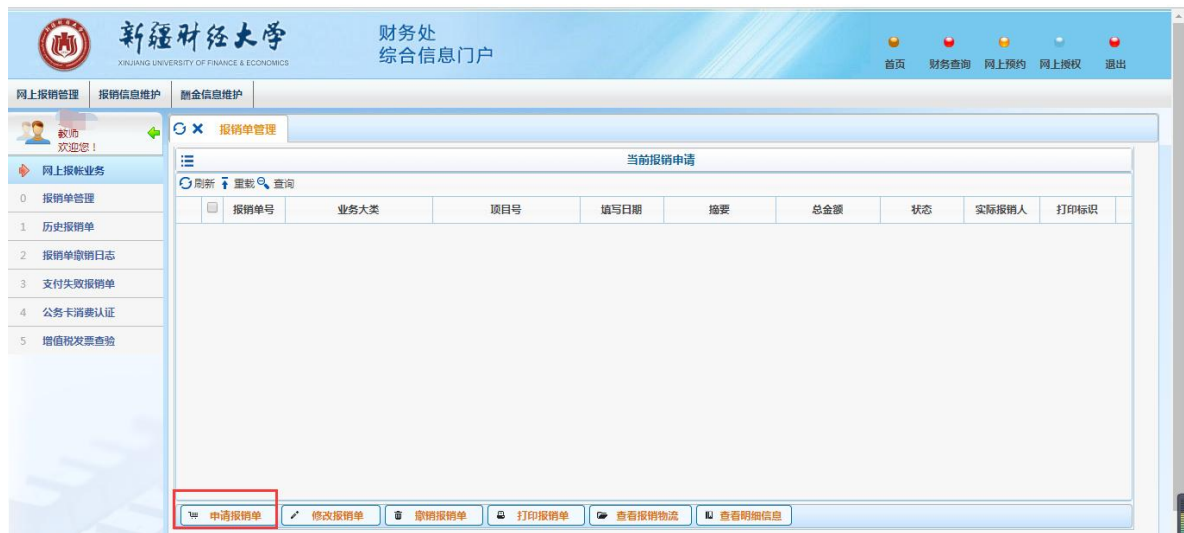 新疆财经大学
XINJIANG UNIVERSITY OF FINANCE & ECONOMICS
财务处
综合信息门户
首页 财务查询 网上预约 网上授权 退出
网上报销管理 报销信息维护 酬金信息维护
教师
欢迎您！
报销单管理
网上报帐业务
0 报销单管理
1 历史报销单
2 报销单撤销日志
3 支付失败报销单
4 公务卡消费认证
5 增值税发票查验
当前报销申请
刷新 重载 查询
报销单号 业务大类 项目号 填写日期 摘要 总金额 状态 实际报销人 打印标识
申请报销单 修改报销单 撤销报销单 打印报销单 查看报销物流 查看明细信息